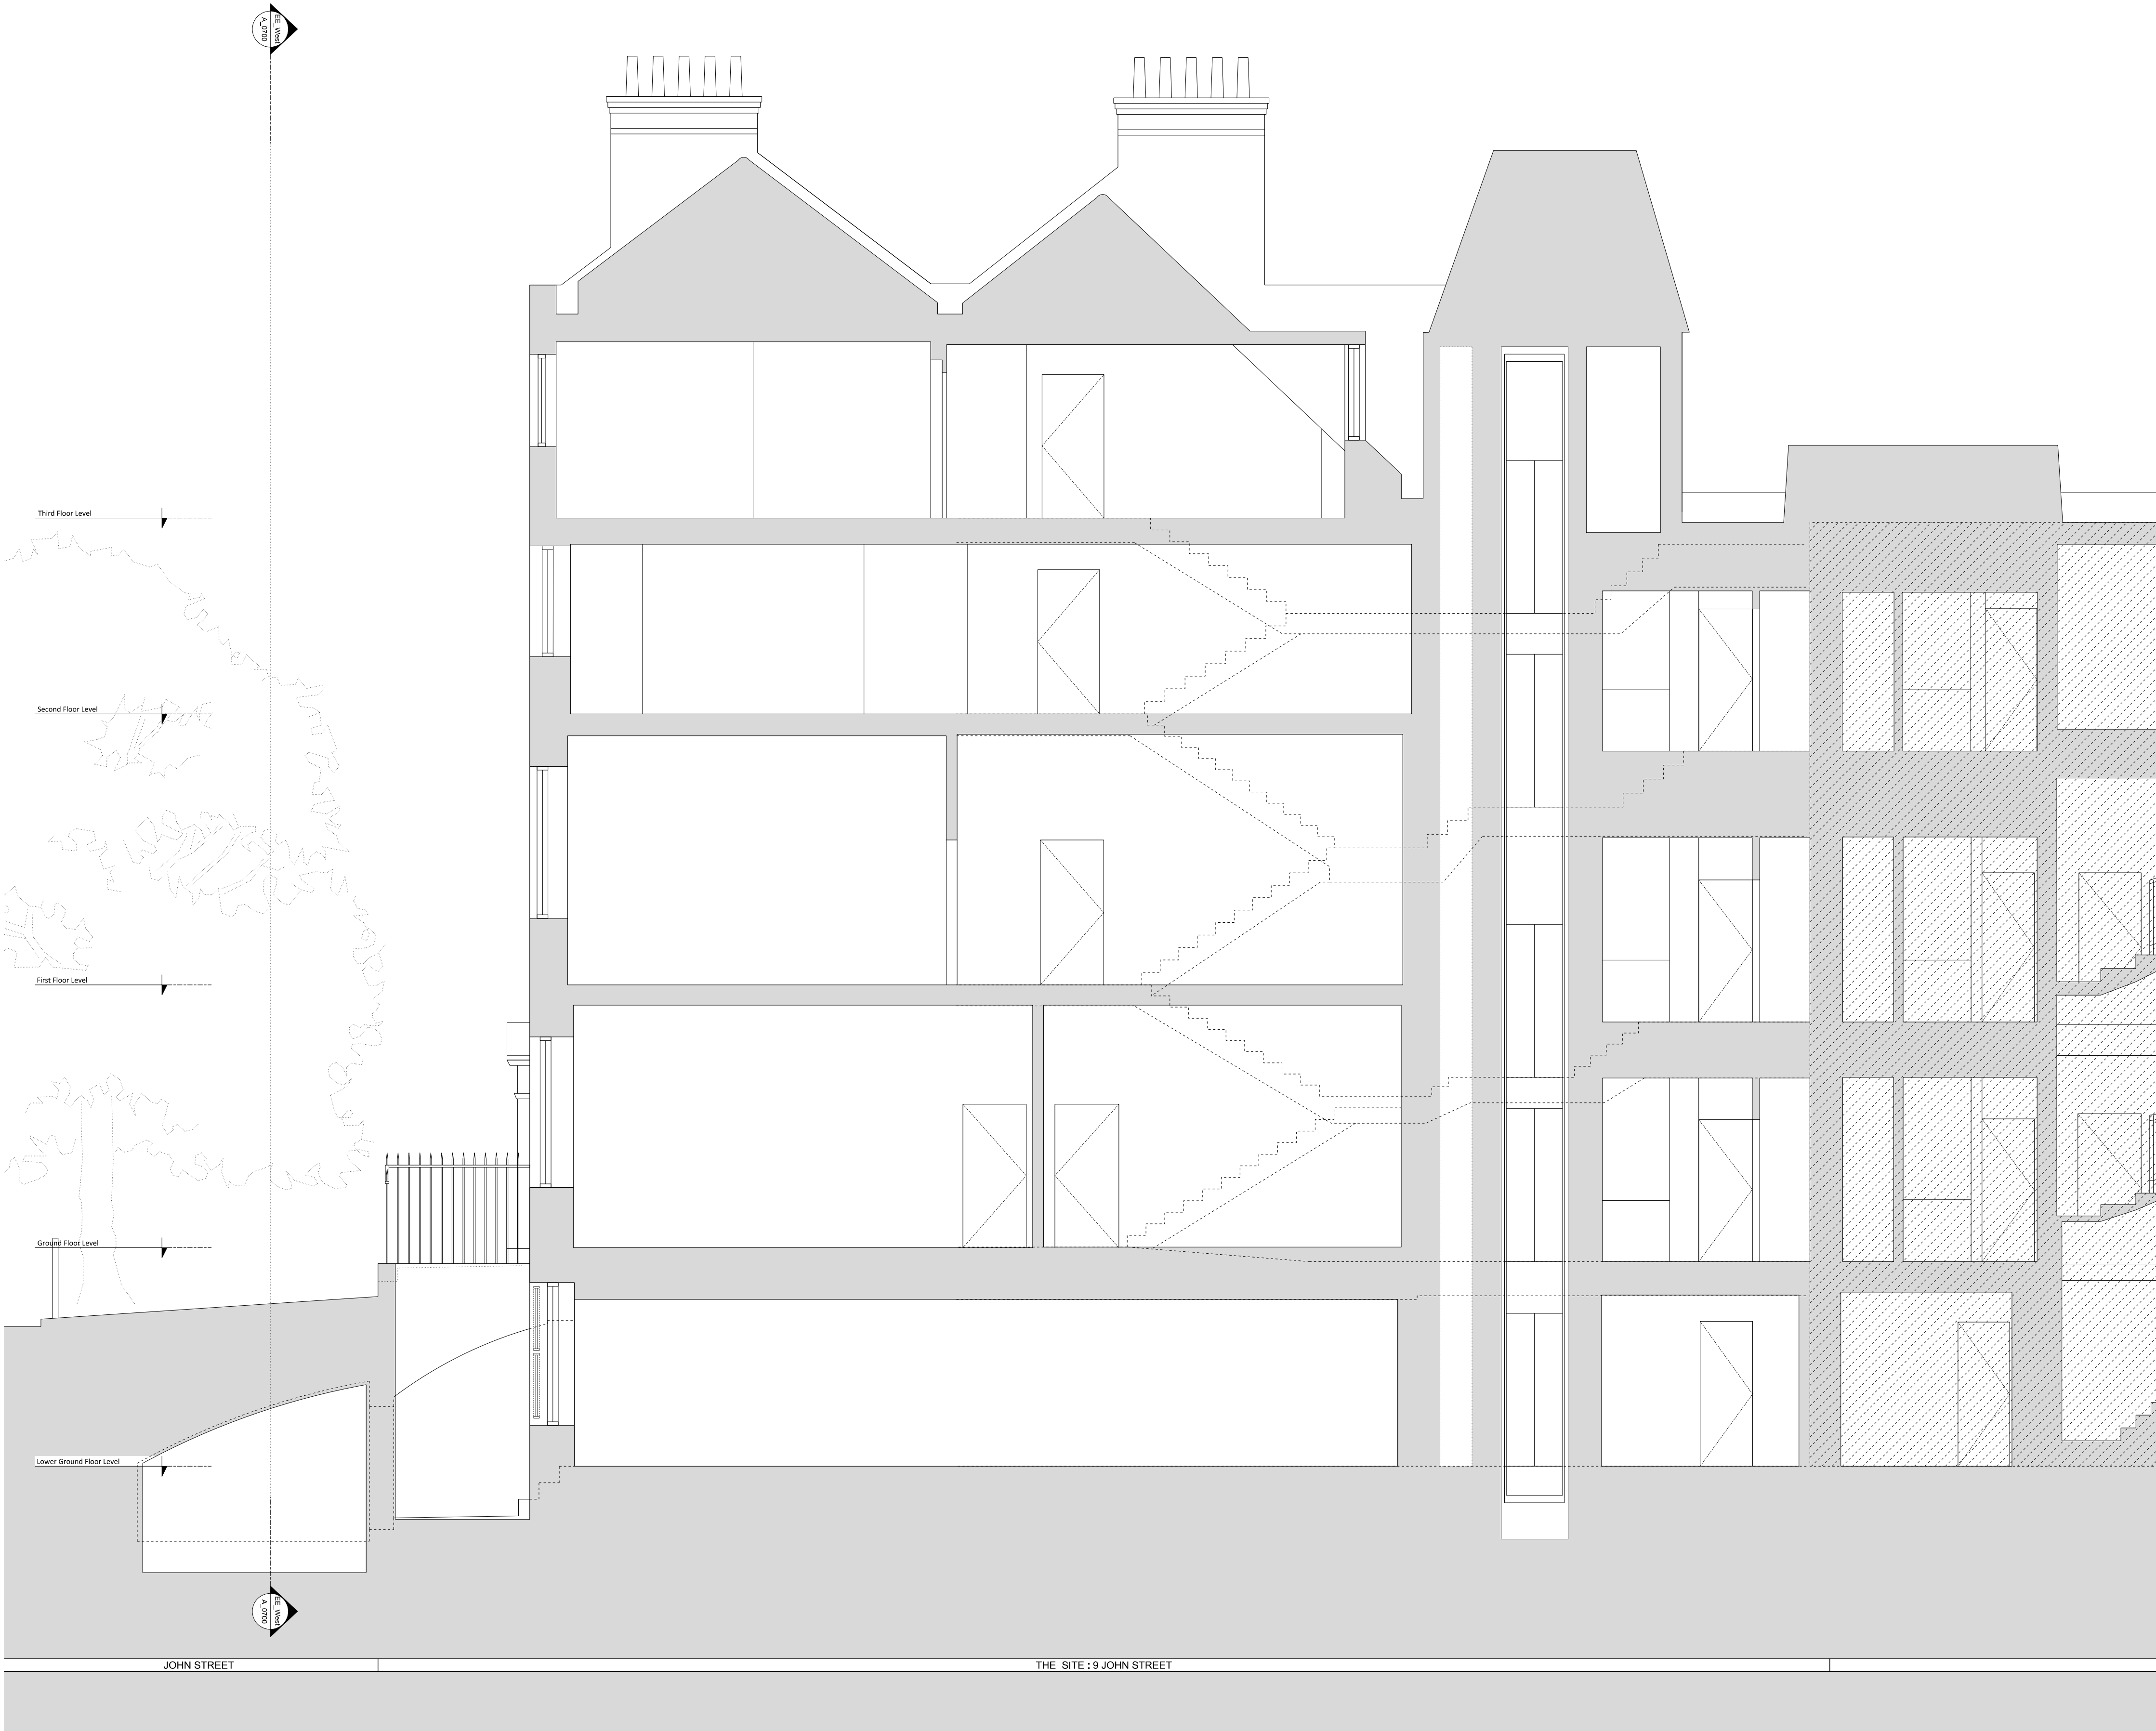 EE_West
A_0700
Third Floor Level
Second Floor Level
First Floor Level
Ground Floor Level
Lower Ground Floor Level
EE_West
A_0700
JOHN STREET
THE SITE : 9 JOHN STREET